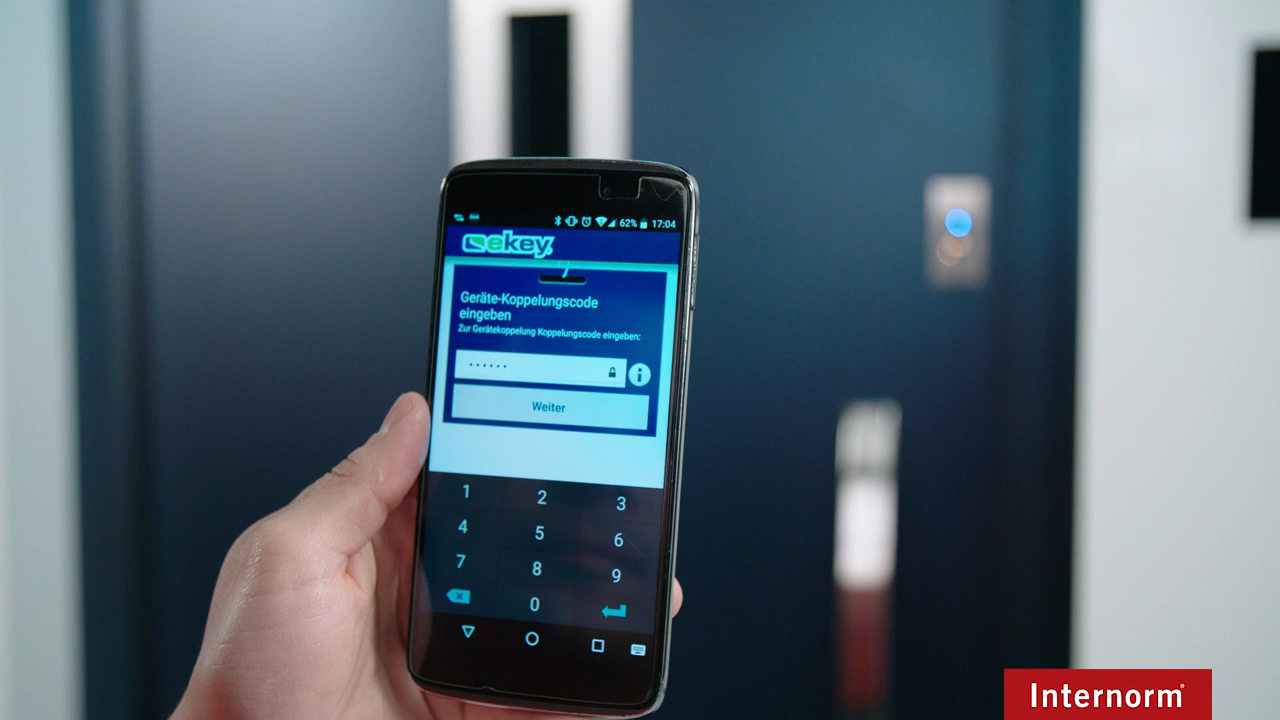 62% 17:04
ekey
Geräte-Koppelungscode
eingeben
Zur Gerätekoppelung Koppelungscode eingeben:
••••••
Weiter
1 2 3
4 5 6
7 8 9
0
Internorm®